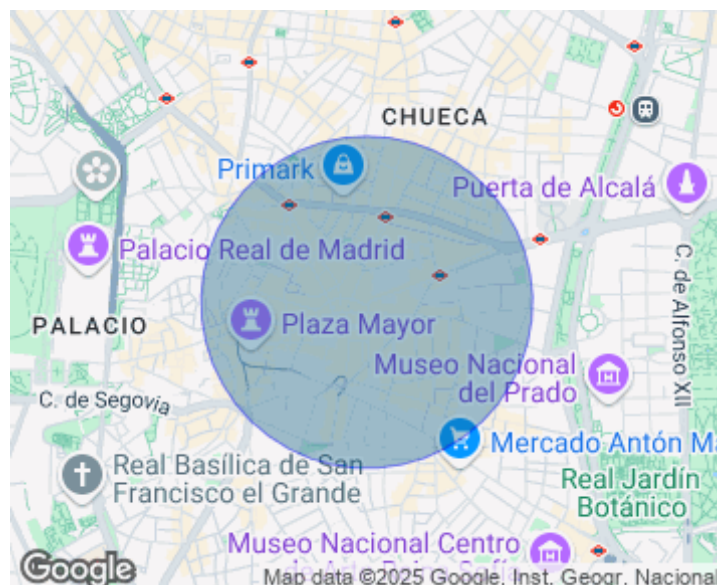 CHUECA
Primark
Puerta de Alcalá
Palacio Real de Madrid
C. de Alfonso XII
PALACIO
Plaza Mayor
Museo Nacional
del Prado
C. de Segovia
Mercado Antón Ma
Real Basílica de San
Francisco el Grande
Real Jardín
Botánico
Museo Nacional Centro
Google
Map data ©2025 Google, Inst. Geogr. Nacional